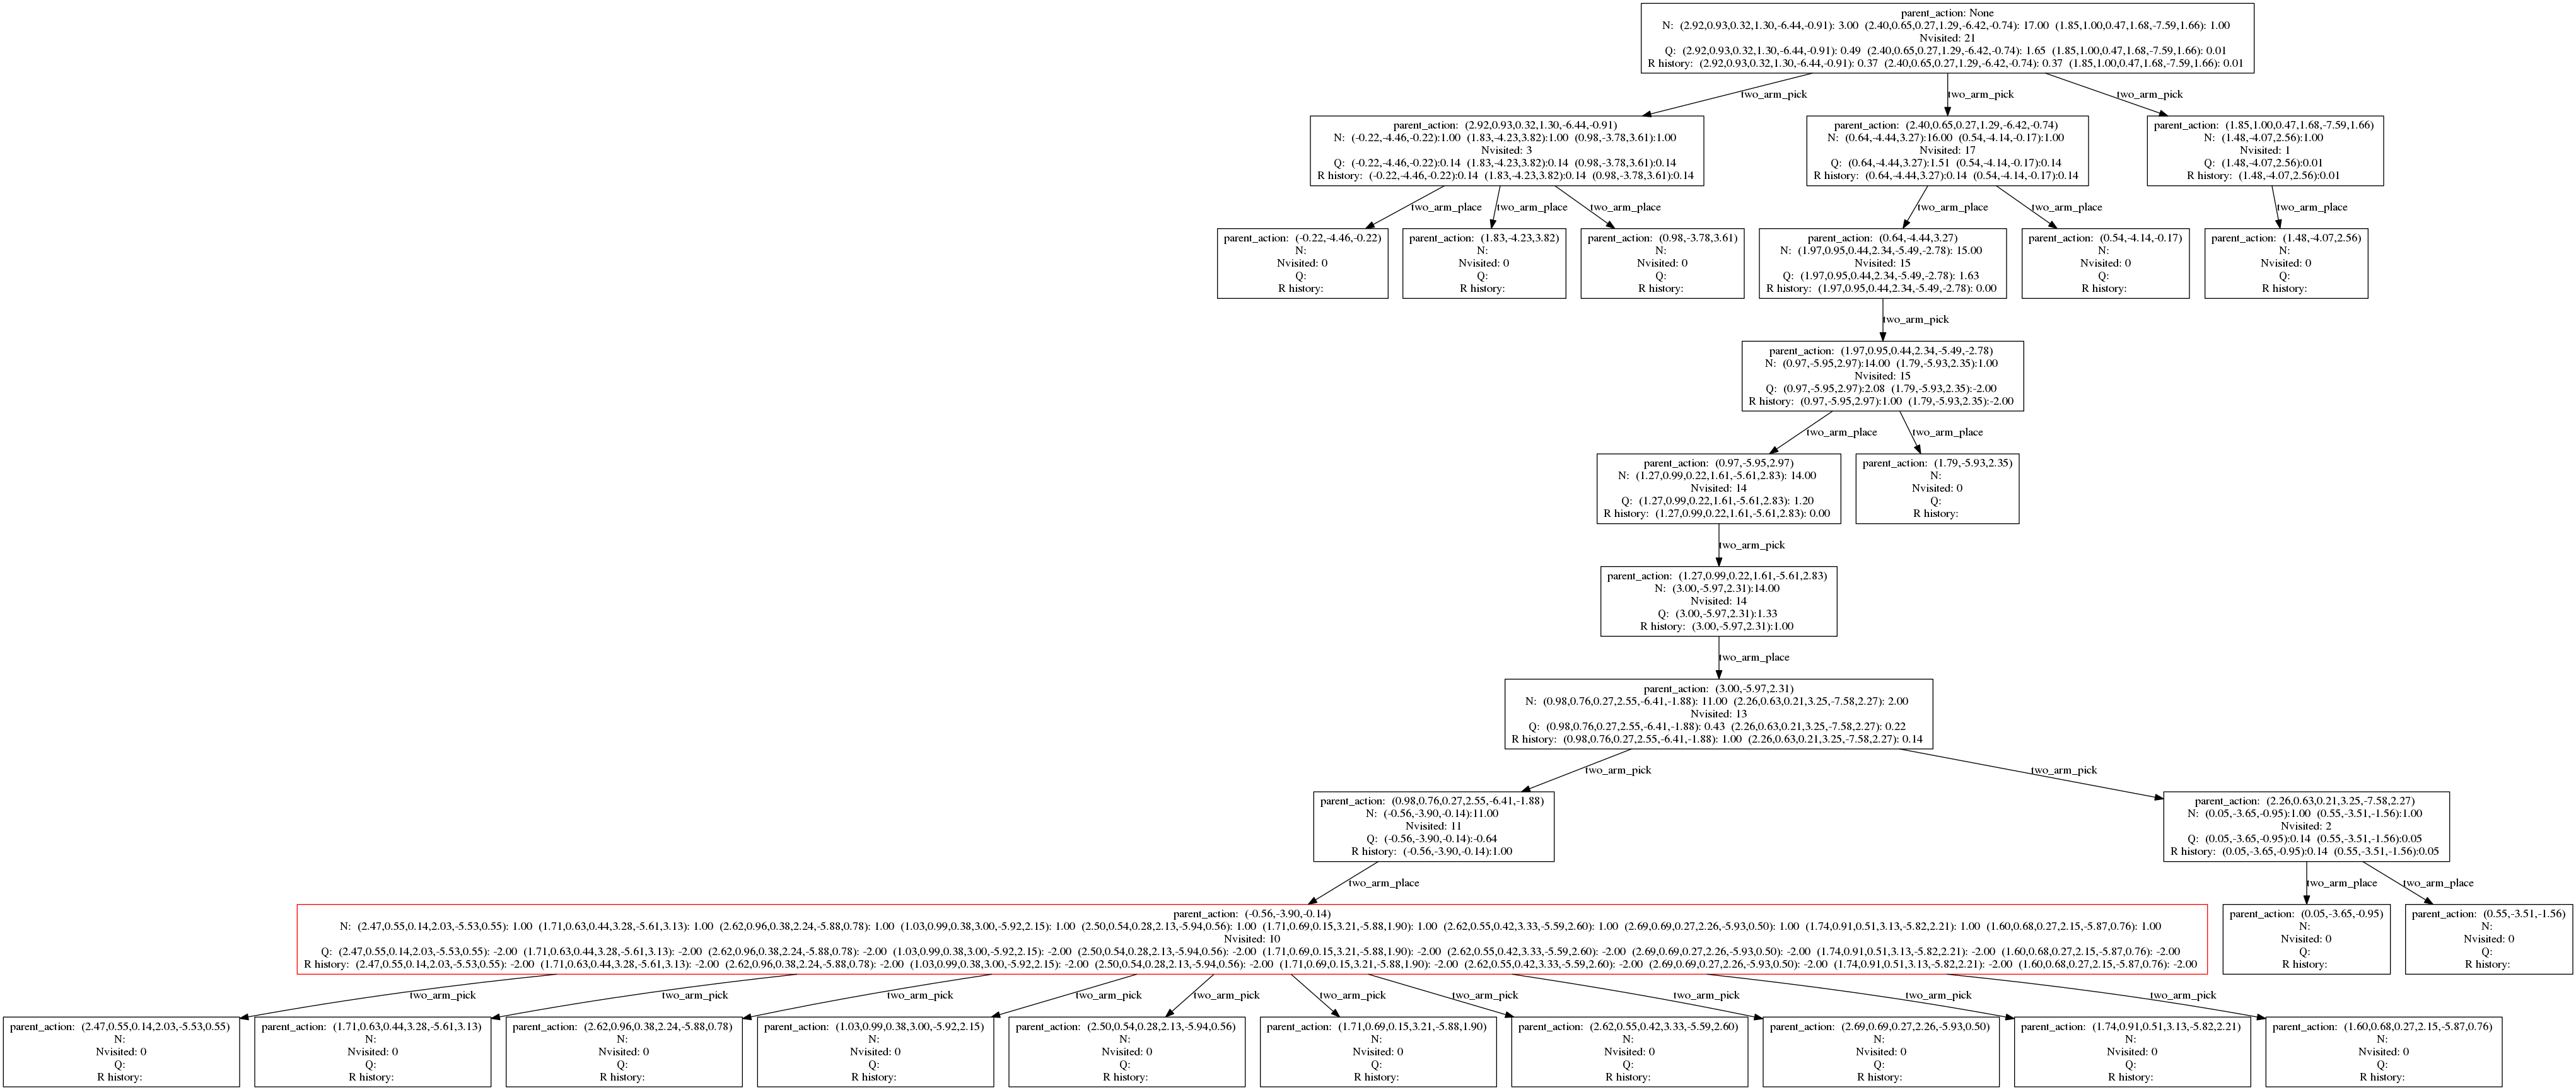 parent_action: None
N: (2.92,0.93,0.32,1.30,-6.44,-0.91): 3.00 (2.40,0.65,0.27,1.29,-6.42,-0.74): 17.00 (1.85,1.00,0.47,1.68,-7.59,1.66): 1.00
Nvisited: 21
Q: (2.92,0.93,0.32,1.30,-6.44,-0.91): 0.49 (2.40,0.65,0.27,1.29,-6.42,-0.74): 1.65 (1.85,1.00,0.47,1.68,-7.59,1.66): 0.01
R history: (2.92,0.93,0.32,1.30,-6.44,-0.91): 0.37 (2.40,0.65,0.27,1.29,-6.42,-0.74): 0.37 (1.85,1.00,0.47,1.68,-7.59,1.66): 0.01
two_arm_pick
two_arm_pick
two_arm_pick
parent_action: (2.92,0.93,0.32,1.30,-6.44,-0.91)
N: (-0.22,-4.46,-0.22):1.00 (1.83,-4.23,3.82):1.00 (0.98,-3.78,3.61):1.00
Nvisited: 3
Q: (-0.22,-4.46,-0.22):0.14 (1.83,-4.23,3.82):0.14 (0.98,-3.78,3.61):0.14
R history: (-0.22,-4.46,-0.22):0.14 (1.83,-4.23,3.82):0.14 (0.98,-3.78,3.61):0.14
parent_action: (2.40,0.65,0.27,1.29,-6.42,-0.74)
N: (0.64,-4.44,3.27):16.00 (0.54,-4.14,-0.17):1.00
Nvisited: 17
Q: (0.64,-4.44,3.27):1.51 (0.54,-4.14,-0.17):0.14
R history: (0.64,-4.44,3.27):0.14 (0.54,-4.14,-0.17):0.14
parent_action: (1.85,1.00,0.47,1.68,-7.59,1.66)
N: (1.48,-4.07,2.56):1.00
Nvisited: 1
Q: (1.48,-4.07,2.56):0.01
R history: (1.48,-4.07,2.56):0.01
two_arm_place
two_arm_place
two_arm_place
two_arm_place
two_arm_place
two_arm_place
parent_action: (-0.22,-4.46,-0.22)
N:
Nvisited: 0
Q:
R history:
parent_action: (1.83,-4.23,3.82)
N:
Nvisited: 0
Q:
R history:
parent_action: (0.98,-3.78,3.61)
N:
Nvisited: 0
Q:
R history:
parent_action: (0.64,-4.44,3.27)
N: (1.97,0.95,0.44,2.34,-5.49,-2.78): 15.00
Nvisited: 15
Q: (1.97,0.95,0.44,2.34,-5.49,-2.78): 1.63
R history: (1.97,0.95,0.44,2.34,-5.49,-2.78): 0.00
parent_action: (0.54,-4.14,-0.17)
N:
Nvisited: 0
Q:
R history:
parent_action: (1.48,-4.07,2.56)
N:
Nvisited: 0
Q:
R history:
two_arm_pick
parent_action: (1.97,0.95,0.44,2.34,-5.49,-2.78)
N: (0.97,-5.95,2.97):14.00 (1.79,-5.93,2.35):1.00
Nvisited: 15
Q: (0.97,-5.95,2.97):2.08 (1.79,-5.93,2.35):-2.00
R history: (0.97,-5.95,2.97):1.00 (1.79,-5.93,2.35):-2.00
two_arm_place
two_arm_place
parent_action: (0.97,-5.95,2.97)
N: (1.27,0.99,0.22,1.61,-5.61,2.83): 14.00
Nvisited: 14
Q: (1.27,0.99,0.22,1.61,-5.61,2.83): 1.20
R history: (1.27,0.99,0.22,1.61,-5.61,2.83): 0.00
parent_action: (1.79,-5.93,2.35)
N:
Nvisited: 0
Q:
R history:
two_arm_pick
parent_action: (1.27,0.99,0.22,1.61,-5.61,2.83)
N: (3.00,-5.97,2.31):14.00
Nvisited: 14
Q: (3.00,-5.97,2.31):1.33
R history: (3.00,-5.97,2.31):1.00
two_arm_place
parent_action: (3.00,-5.97,2.31)
N: (0.98,0.76,0.27,2.55,-6.41,-1.88): 11.00 (2.26,0.63,0.21,3.25,-7.58,2.27): 2.00
Nvisited: 13
Q: (0.98,0.76,0.27,2.55,-6.41,-1.88): 0.43 (2.26,0.63,0.21,3.25,-7.58,2.27): 0.22
R history: (0.98,0.76,0.27,2.55,-6.41,-1.88): 1.00 (2.26,0.63,0.21,3.25,-7.58,2.27): 0.14
two_arm_pick
two_arm_pick
parent_action: (0.98,0.76,0.27,2.55,-6.41,-1.88)
N: (-0.56,-3.90,-0.14):11.00
Nvisited: 11
Q: (-0.56,-3.90,-0.14):-0.64
R history: (-0.56,-3.90,-0.14):1.00
parent_action: (2.26,0.63,0.21,3.25,-7.58,2.27)
N: (0.05,-3.65,-0.95):1.00 (0.55,-3.51,-1.56):1.00
Nvisited: 2
Q: (0.05,-3.65,-0.95):0.14 (0.55,-3.51,-1.56):0.05
R history: (0.05,-3.65,-0.95):0.14 (0.55,-3.51,-1.56):0.05
two_arm_place
two_arm_place
two_arm_place
parent_action: (-0.56,-3.90,-0.14)
N: (2.47,0.55,0.14,2.03,-5.53,0.55): 1.00 (1.71,0.63,0.44,3.28,-5.61,3.13): 1.00 (2.62,0.96,0.38,2.24,-5.88,0.78): 1.00 (1.03,0.99,0.38,3.00,-5.92,2.15): 1.00 (2.50,0.54,0.28,2.13,-5.94,0.56): 1.00 (1.71,0.69,0.15,3.21,-5.88,1.90): 1.00 (2.62,0.55,0.42,3.33,-5.59,2.60): 1.00 (2.69,0.69,0.27,2.26,-5.93,0.50): 1.00 (1.74,0.91,0.51,3.13,-5.82,2.21): 1.00 (1.60,0.68,0.27,2.15,-5.87,0.76): 1.00
Nvisited: 10
Q: (2.47,0.55,0.14,2.03,-5.53,0.55): -2.00 (1.71,0.63,0.44,3.28,-5.61,3.13): -2.00 (2.62,0.96,0.38,2.24,-5.88,0.78): -2.00 (1.03,0.99,0.38,3.00,-5.92,2.15): -2.00 (2.50,0.54,0.28,2.13,-5.94,0.56): -2.00 (1.71,0.69,0.15,3.21,-5.88,1.90): -2.00 (2.62,0.55,0.42,3.33,-5.59,2.60): -2.00 (2.69,0.69,0.27,2.26,-5.93,0.50): -2.00 (1.74,0.91,0.51,3.13,-5.82,2.21): -2.00 (1.60,0.68,0.27,2.15,-5.87,0.76): -2.00
R history: (2.47,0.55,0.14,2.03,-5.53,0.55): -2.00 (1.71,0.63,0.44,3.28,-5.61,3.13): -2.00 (2.62,0.96,0.38,2.24,-5.88,0.78): -2.00 (1.03,0.99,0.38,3.00,-5.92,2.15): -2.00 (2.50,0.54,0.28,2.13,-5.94,0.56): -2.00 (1.71,0.69,0.15,3.21,-5.88,1.90): -2.00 (2.62,0.55,0.42,3.33,-5.59,2.60): -2.00 (2.69,0.69,0.27,2.26,-5.93,0.50): -2.00 (1.74,0.91,0.51,3.13,-5.82,2.21): -2.00 (1.60,0.68,0.27,2.15,-5.87,0.76): -2.00
parent_action: (0.05,-3.65,-0.95)
N:
Nvisited: 0
Q:
R history:
parent_action: (0.55,-3.51,-1.56)
N:
Nvisited: 0
Q:
R history:
two_arm_pick
two_arm_pick
two_arm_pick
two_arm_pick
two_arm_pick
two_arm_pick
two_arm_pick
two_arm_pick
two_arm_pick
two_arm_pick
parent_action: (2.47,0.55,0.14,2.03,-5.53,0.55)
N:
Nvisited: 0
Q:
R history:
parent_action: (1.71,0.63,0.44,3.28,-5.61,3.13)
N:
Nvisited: 0
Q:
R history:
parent_action: (2.62,0.96,0.38,2.24,-5.88,0.78)
N:
Nvisited: 0
Q:
R history:
parent_action: (1.03,0.99,0.38,3.00,-5.92,2.15)
N:
Nvisited: 0
Q:
R history:
parent_action: (2.50,0.54,0.28,2.13,-5.94,0.56)
N:
Nvisited: 0
Q:
R history:
parent_action: (1.71,0.69,0.15,3.21,-5.88,1.90)
N:
Nvisited: 0
Q:
R history:
parent_action: (2.62,0.55,0.42,3.33,-5.59,2.60)
N:
Nvisited: 0
Q:
R history:
parent_action: (2.69,0.69,0.27,2.26,-5.93,0.50)
N:
Nvisited: 0
Q:
R history:
parent_action: (1.74,0.91,0.51,3.13,-5.82,2.21)
N:
Nvisited: 0
Q:
R history:
parent_action: (1.60,0.68,0.27,2.15,-5.87,0.76)
N:
Nvisited: 0
Q:
R history: